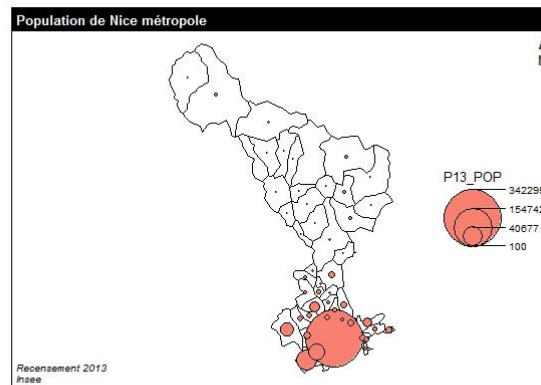 Population de Nice métropole
P13_POP
342295
154742
40677
100
Recensement 2013
Insee